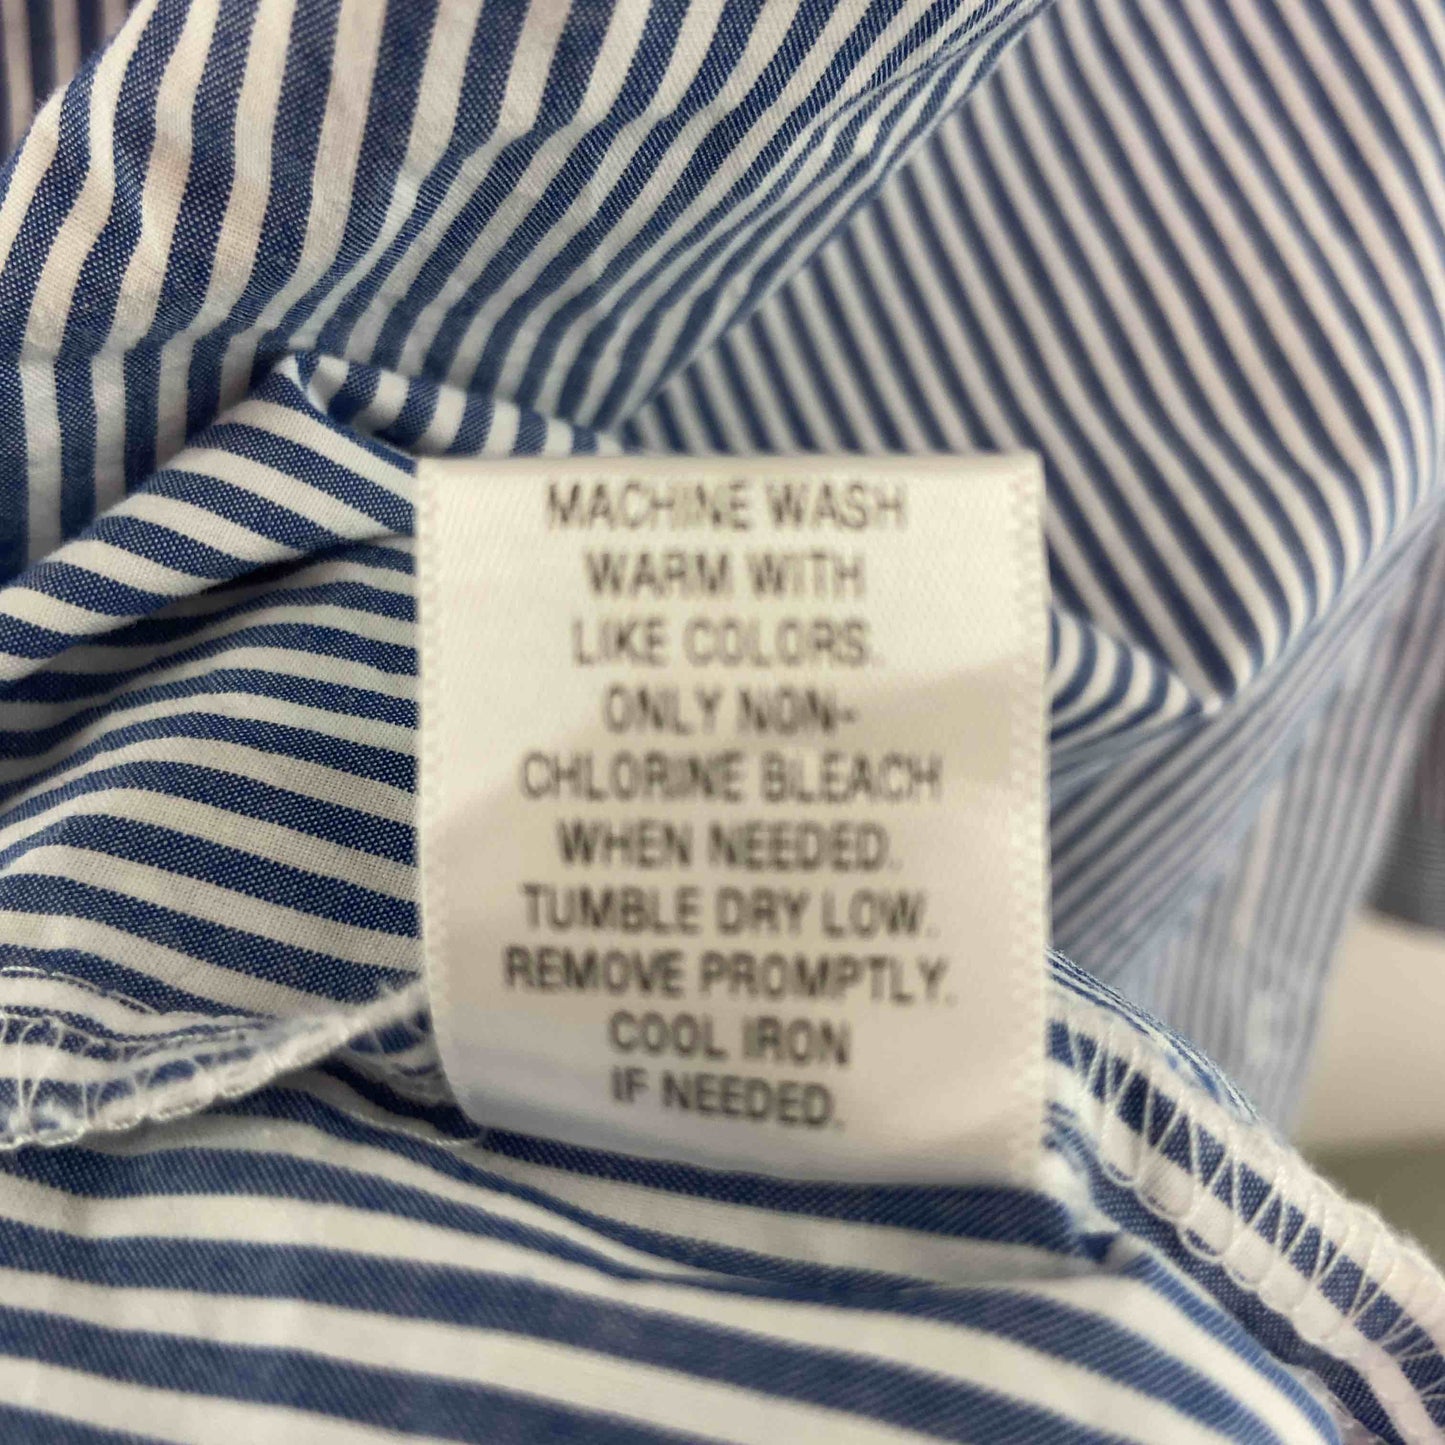 MACHINE WASH
WARM WITH
LIKE COLORS.
ONLY NON-
CHLORINE BLEACH
WHEN NEEDED.
TUMBLE DRY LOW.
REMOVE PROMPTLY.
COOL IRON
IF NEEDED.